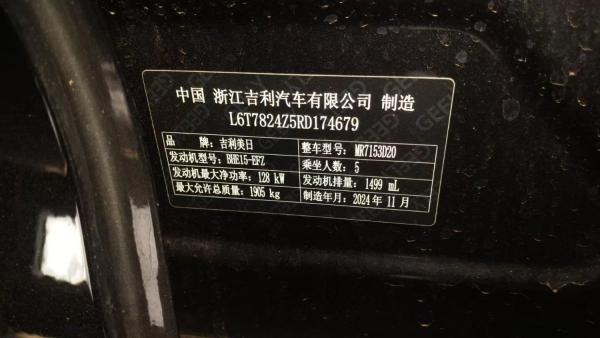 中国 浙江吉利汽车有限公司 制造
L6T7824Z5RD174679
品 牌：吉利美日 整车型号：MR7153D20
发动机型号：BHE15-EFZ 乘坐人数：5
发动机最大净功率：128 kW 发动机排量：1499 mL
最大允许总质量：1905 kg 制造年月：2024 年 11 月